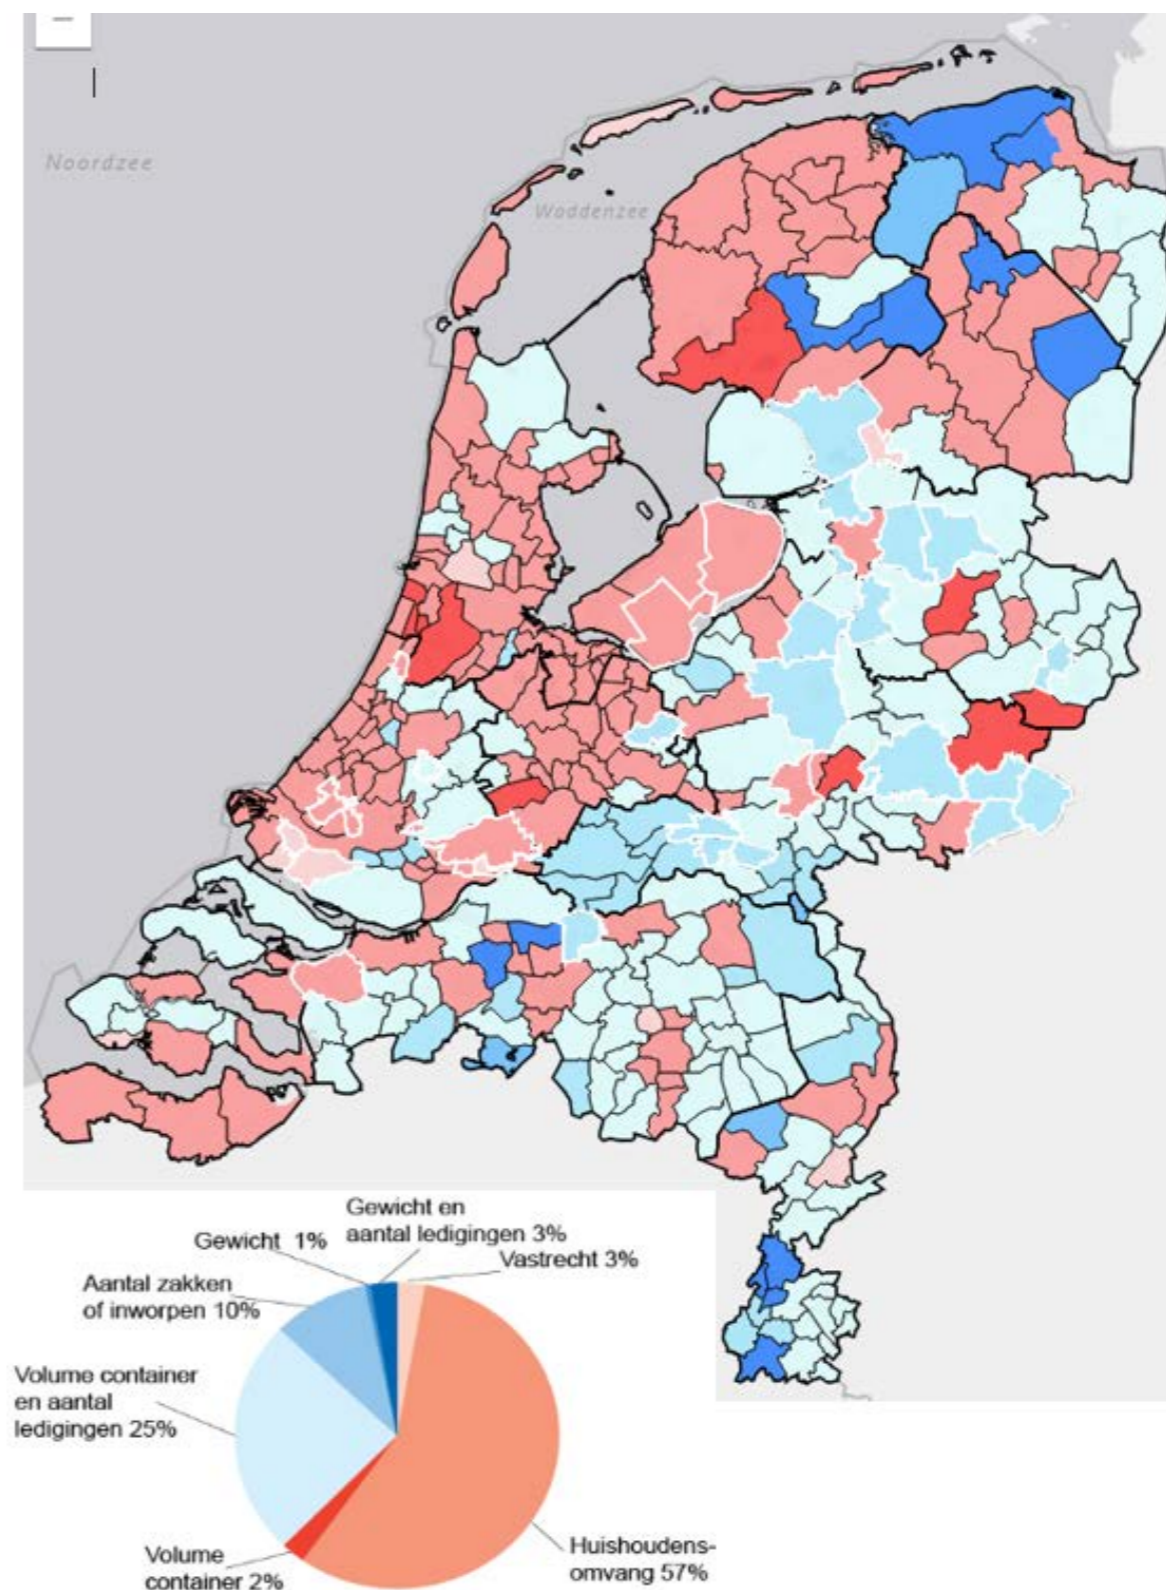 Noordzee
Waddenzee
Gewicht en
aantal ledigingen 3%
Gewicht 1%
Vastrecht 3%
Aantal zakken
of inworpen 10%
Volume container
en aantal
ledigingen 25%
Volume
container 2%
Huishoudens-
omvang 57%